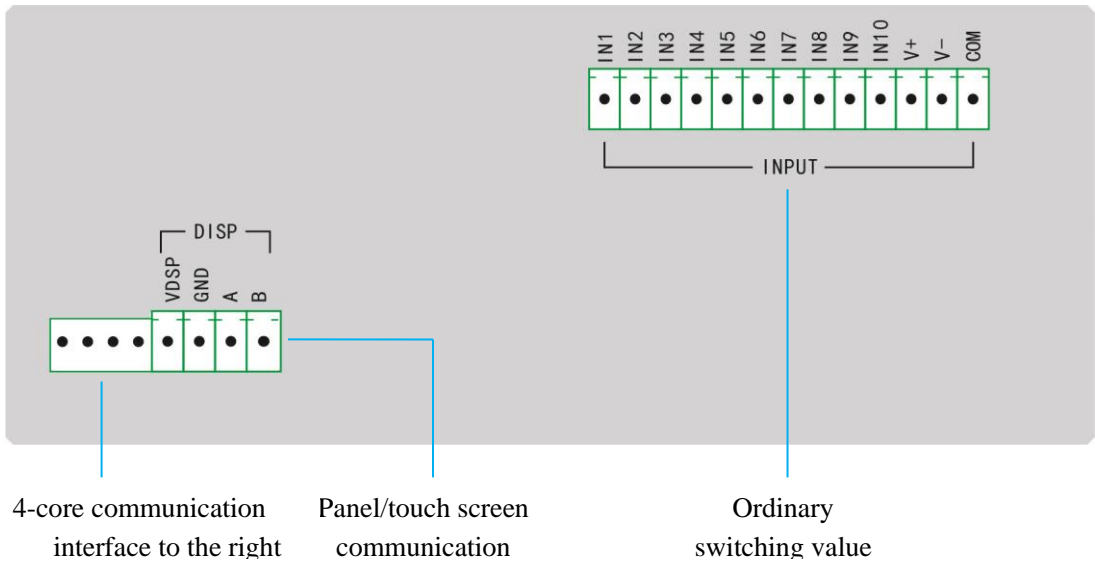 IN1 IN2 IN3 IN4 IN5 IN6 IN7 IN8 IN9 IN10 V+ V- COM
INPUT
DISP
VDSP GND A B
4-core communication
interface to the right
Panel/touch screen
communication
Ordinary
switching value